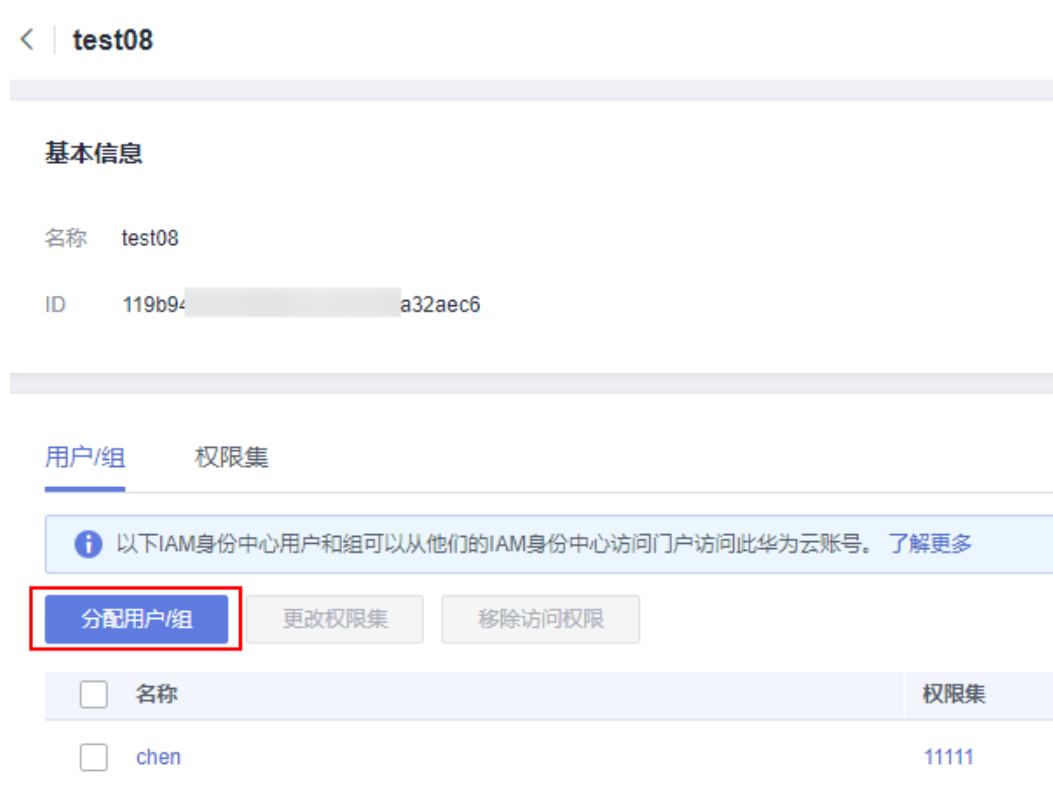 test08
基本信息
名称 test08
ID 119b94 a32aec6
用户/组 权限集
以下IAM身份中心用户和组可以从他们的IAM身份中心访问门户访问此华为云账号。 了解更多
分配用户/组 更改权限集 移除访问权限
名称 权限集
chen 11111